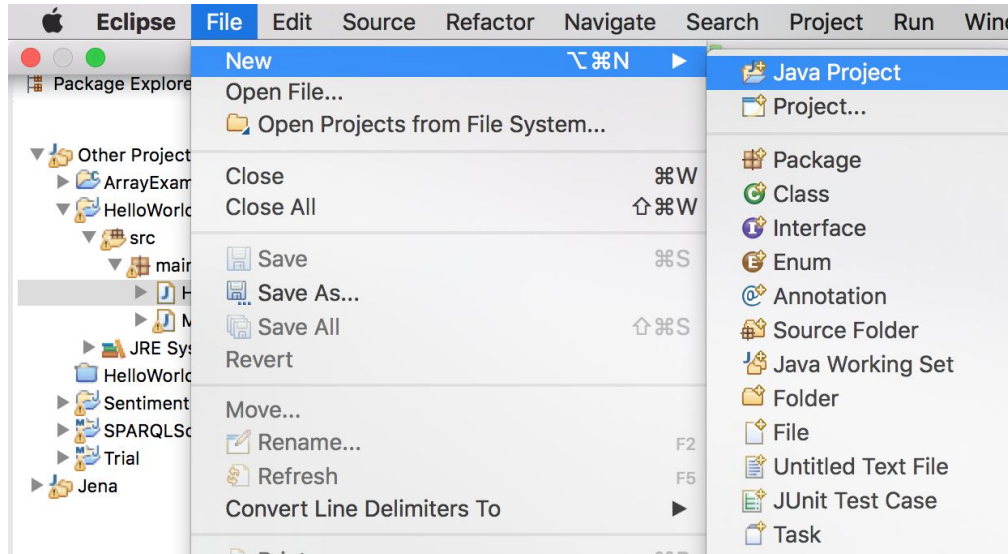 Eclipse File Edit Source Refactor Navigate Search Project Run
Package Explore
New ⌥⌘N ▶
Open File...
Open Projects from File System...
Close ⌘W
Close All ⇧⌘W
Save ⌘S
Save As...
Save All ⇧⌘S
Revert
Move...
Rename... F2
Refresh F5
Convert Line Delimiters To ▶
Java Project
Project...
Package
Class
Interface
Enum
Annotation
Source Folder
Java Working Set
Folder
File
Untitled Text File
JUnit Test Case
Task
Other Project
ArrayExam
HelloWorld
src
main
H
M
JRE Sys
HelloWorld
Sentiment
SPARQLSc
Trial
Jena